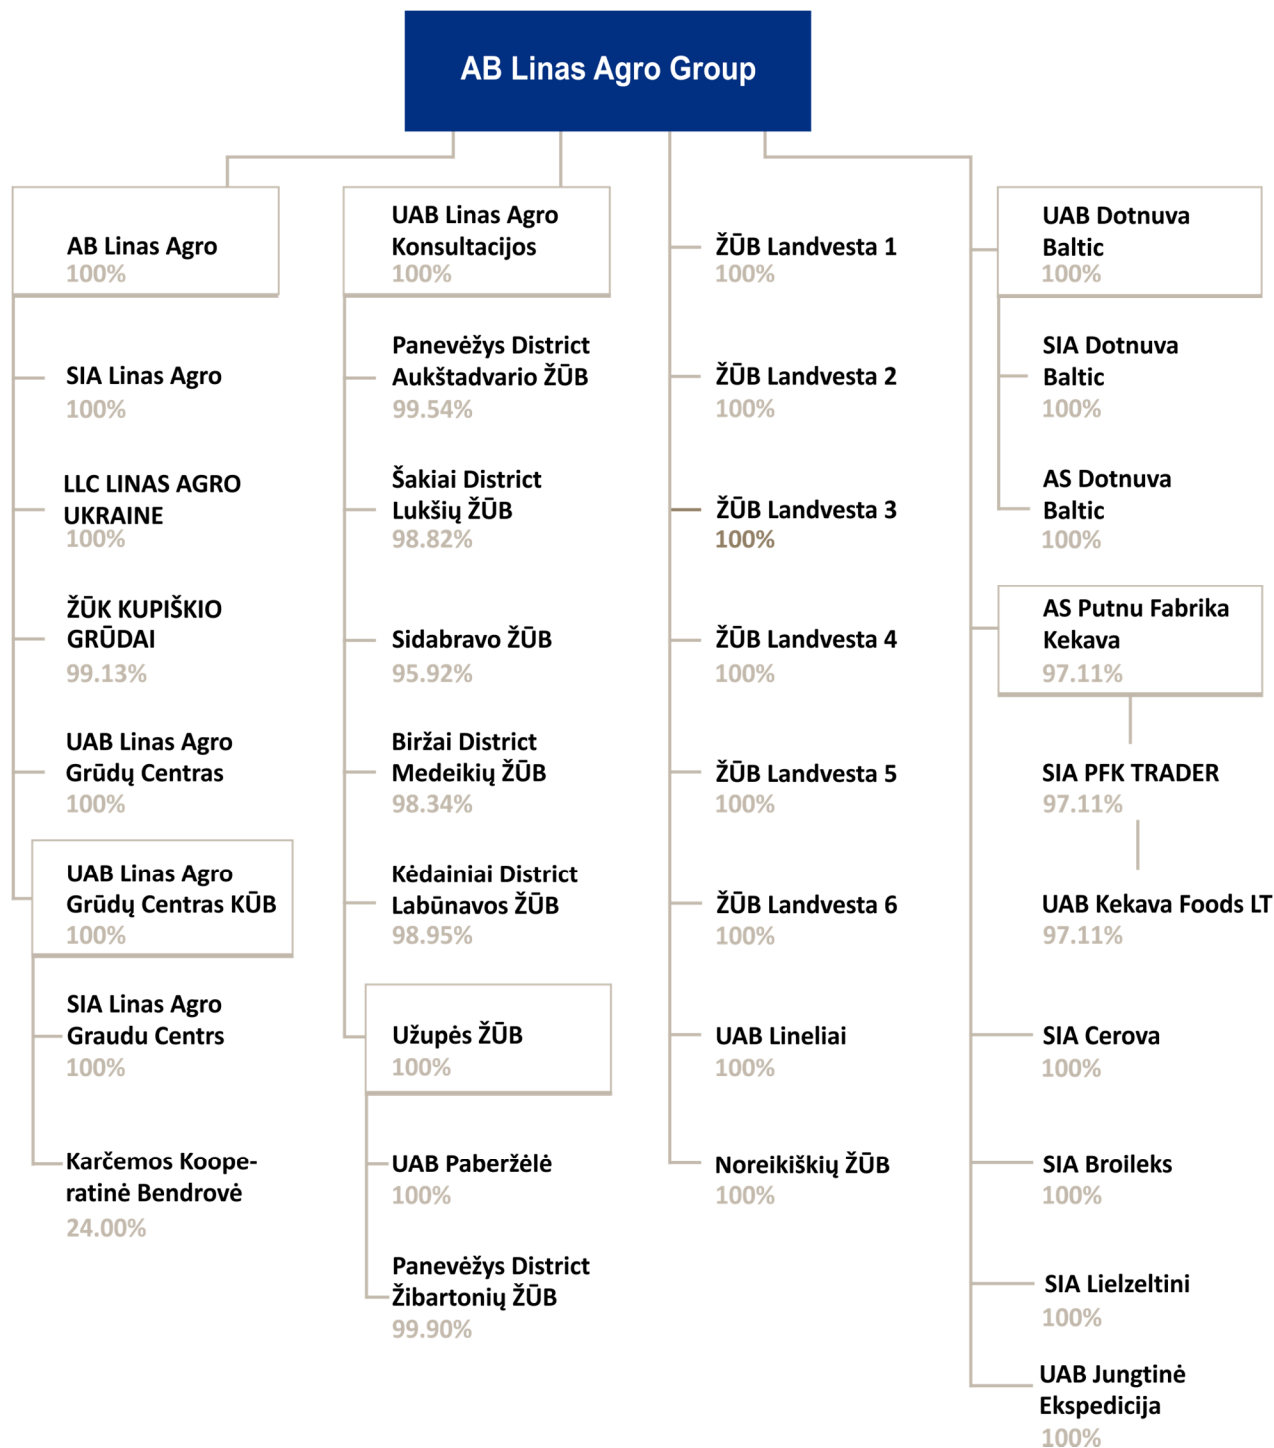 AB Linas Agro Group
AB Linas Agro
100%
SIA Linas Agro
100%
LLC LINAS AGRO
UKRAINE
100%
ŽŪK KUPIŠKIO
GRŪDAI
99.13%
UAB Linas Agro
Grūdų Centras
100%
UAB Linas Agro
Grūdų Centras KŪB
100%
SIA Linas Agro
Graudu Centrs
100%
Karčemos Koope-
ratinė Bendrovė
24.00%
UAB Linas Agro
Konsultacijos
100%
Panevėžys District
Aukštadvario ŽŪB
99.54%
Šakiai District
Lukšių ŽŪB
98.82%
Sidabravo ŽŪB
95.92%
Biržai District
Medeikių ŽŪB
98.34%
Kėdainiai District
Labūnavos ŽŪB
98.95%
Užupės ŽŪB
100%
UAB Paberžėlė
100%
Panevėžys District
Žibartonių ŽŪB
99.90%
ŽŪB Landvesta 1
100%
ŽŪB Landvesta 2
100%
ŽŪB Landvesta 3
100%
ŽŪB Landvesta 4
100%
ŽŪB Landvesta 5
100%
ŽŪB Landvesta 6
100%
UAB Lineliai
100%
Noreikiškių ŽŪB
100%
UAB Dotnuva
Baltic
100%
SIA Dotnuva
Baltic
100%
AS Dotnuva
Baltic
100%
AS Putnu Fabrika
Kekava
97.11%
SIA PFK TRADER
97.11%
UAB Kekava Foods LT
97.11%
SIA Cerova
100%
SIA Broileks
100%
SIA Lielzeltini
100%
UAB Jungtinė
Ekspedicija
100%